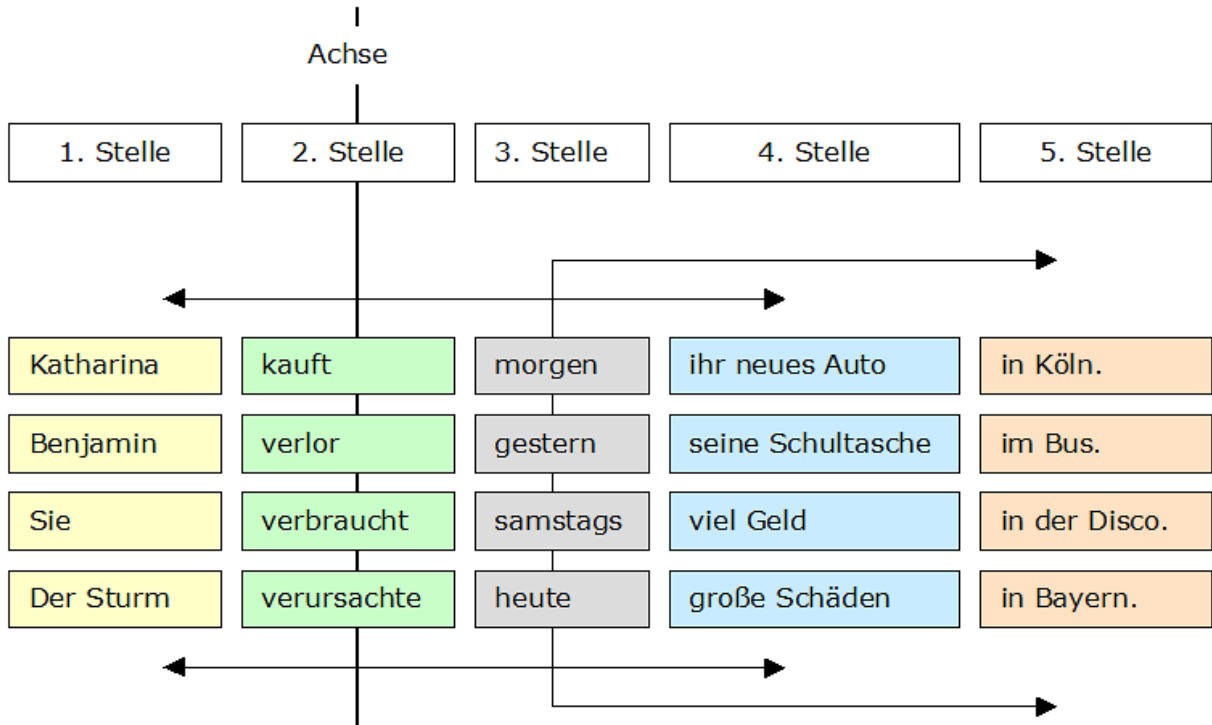 Achse
1. Stelle 2. Stelle 3. Stelle 4. Stelle 5. Stelle
Katharina kauft morgen ihr neues Auto in Köln.
Benjamin verlor gestern seine Schultasche im Bus.
Sie verbraucht samstags viel Geld in der Disco.
Der Sturm verursachte heute große Schäden in Bayern.